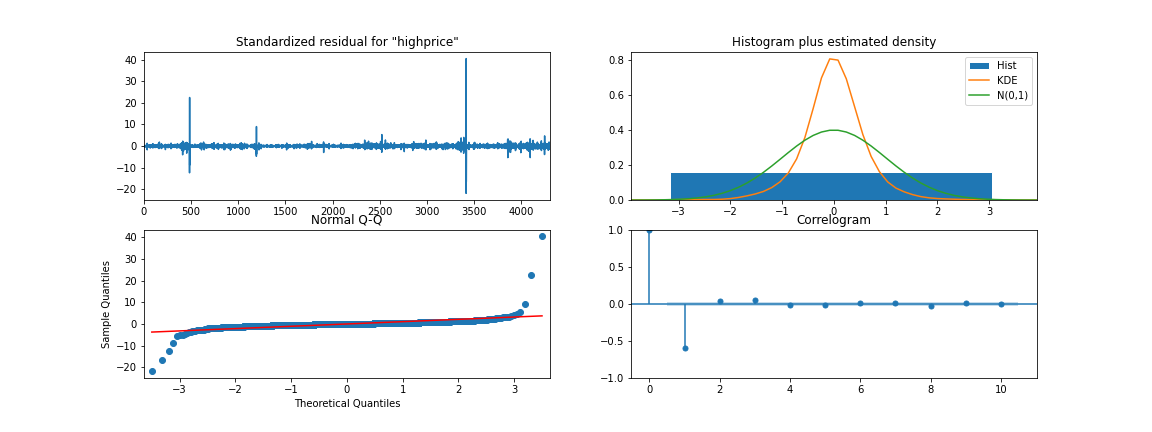 Standardized residual for "highprice"
40
30
20
10
0
−10
−20
0 500 1000 1500 2000 2500 3000 3500 4000
Histogram plus estimated density
Hist
KDE
N(0,1)
0.8
0.6
0.4
0.2
0.0
−3 −2 −1 0 1 2 3
Normal Q-Q
Sample Quantiles
40
30
20
10
0
−10
−20
−3 −2 −1 0 1 2 3
Theoretical Quantiles
Correlogram
1.0
0.5
0.0
−0.5
−1.0
0 2 4 6 8 10